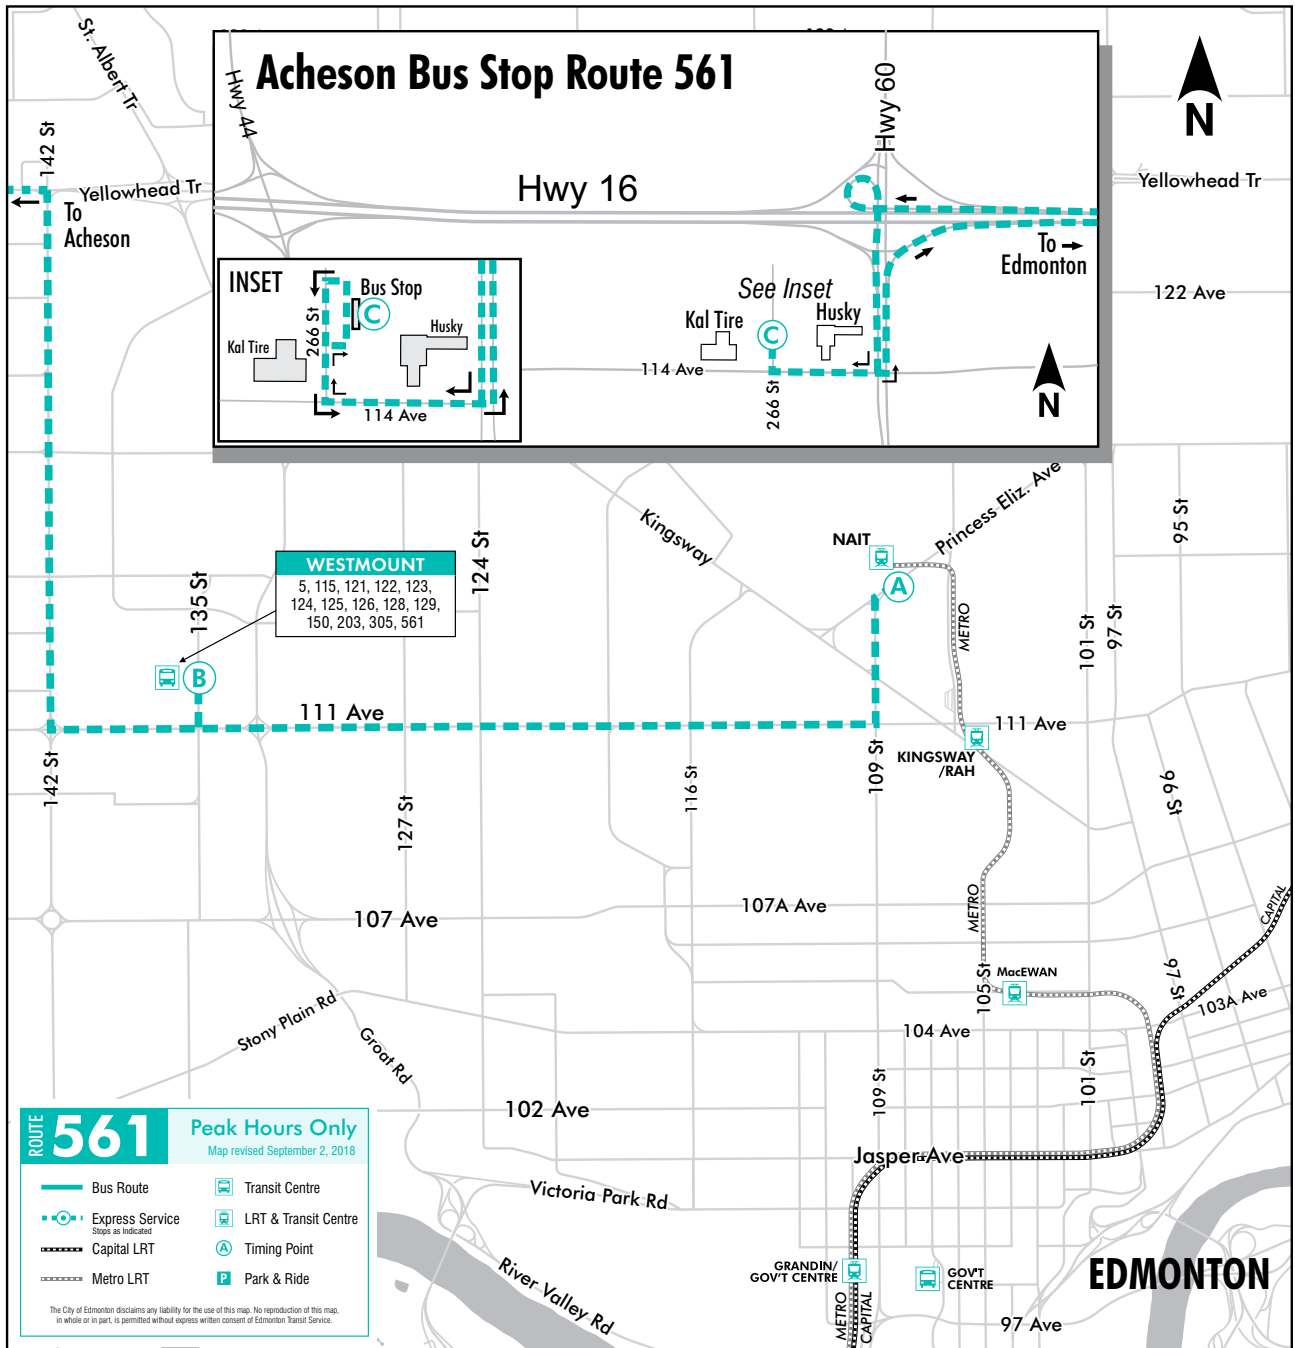 St. Albert Tr
142 St
Yellowhead Tr
To
Acheson
Acheson Bus Stop Route 561
Hwy 44
Hwy 60
Hwy 16
To
Edmonton
See Inset
Kal Tire
C
Husky
114 Ave
266 St
N
INSET
Bus Stop
C
266 St
Kal Tire
Husky
114 Ave
N
Yellowhead Tr
122 Ave
Kingsway
Princess Eliz. Ave
95 St
NAIT
A
124 St
135 St
WESTMOUNT
5, 115, 121, 122, 123,
124, 125, 126, 128, 129,
150, 203, 305, 561
METRO
101 St
97 St
B
111 Ave
111 Ave
KINGSWAY
/RAH
142 St
127 St
116 St
109 St
96 St
107 Ave
107A Ave
METRO
CAPITAL
105 St
MacEWAN
97 St
103A Ave
Stony Plain Rd
Groat Rd
104 Ave
109 St
101 St
102 Ave
Jasper Ave
Victoria Park Rd
River Valley Rd
GRANDIN/
GOV'T CENTRE
GOV'T
CENTRE
METRO
CAPITAL
97 Ave
EDMONTON
ROUTE
561
Peak Hours Only
Map revised September 2, 2018
Bus Route
Transit Centre
Express Service
Stops as Indicated
LRT & Transit Centre
Capital LRT
A
Timing Point
Metro LRT
P
Park & Ride
The City of Edmonton disclaims any liability for the use of this map. No reproduction of this map,
in whole or in part, is permitted without express written consent of Edmonton Transit Service.